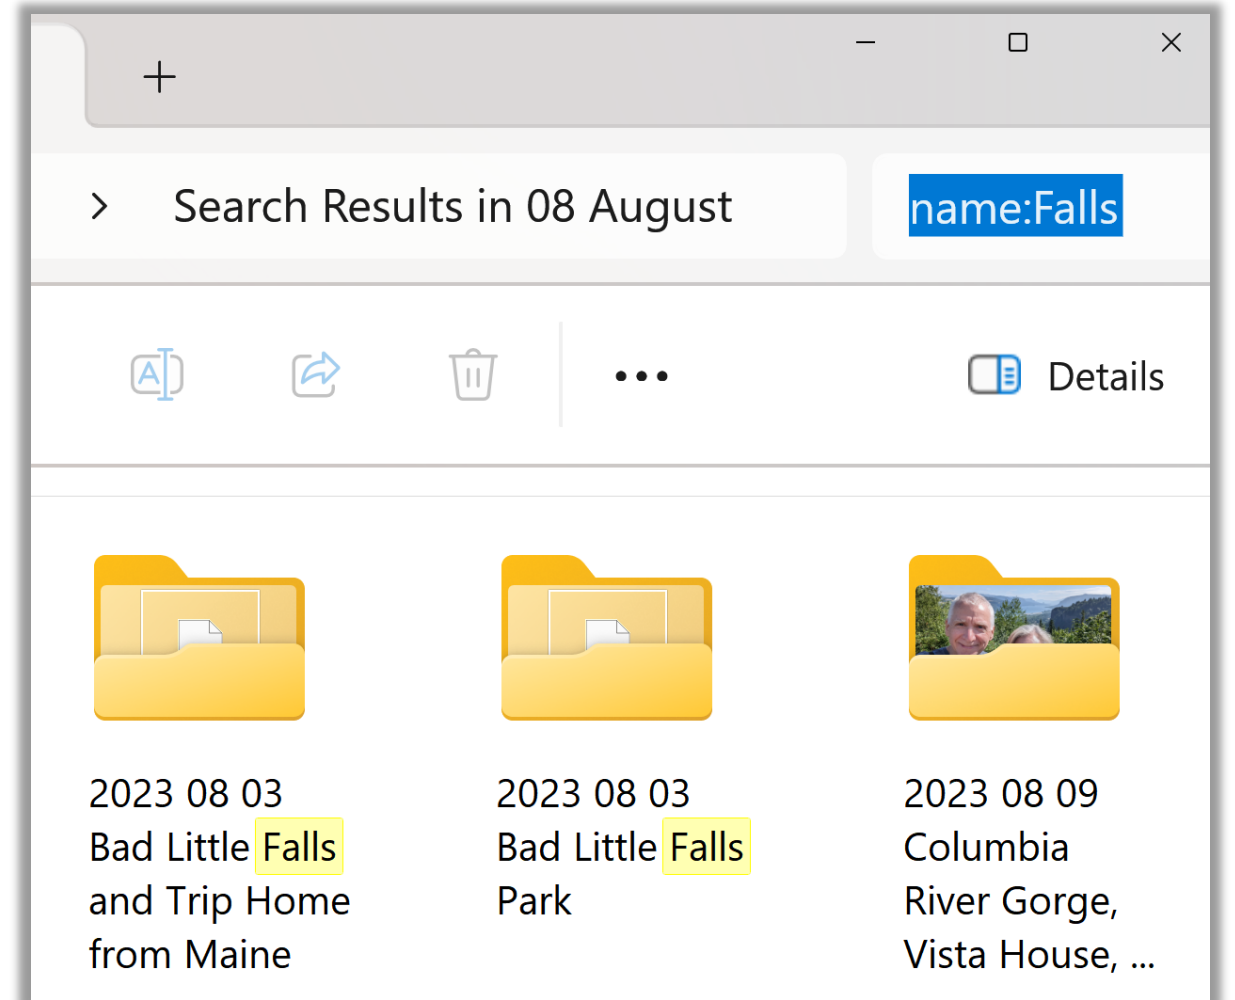 Search Results in 08 August
name:Falls
Details
2023 08 03
Bad Little Falls
and Trip Home
from Maine
2023 08 03
Bad Little Falls
Park
2023 08 09
Columbia
River Gorge,
Vista House, ...